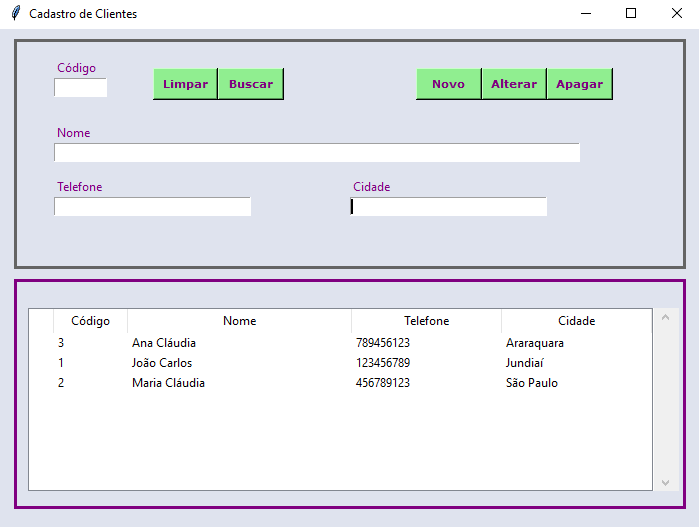 Cadastro de Clientes
Código
Limpar Buscar Novo Alterar Apagar
Nome
Telefone Cidade
Código Nome Telefone Cidade
3 Ana Cláudia 789456123 Araraquara
1 João Carlos 123456789 Jundiaí
2 Maria Cláudia 456789123 São Paulo